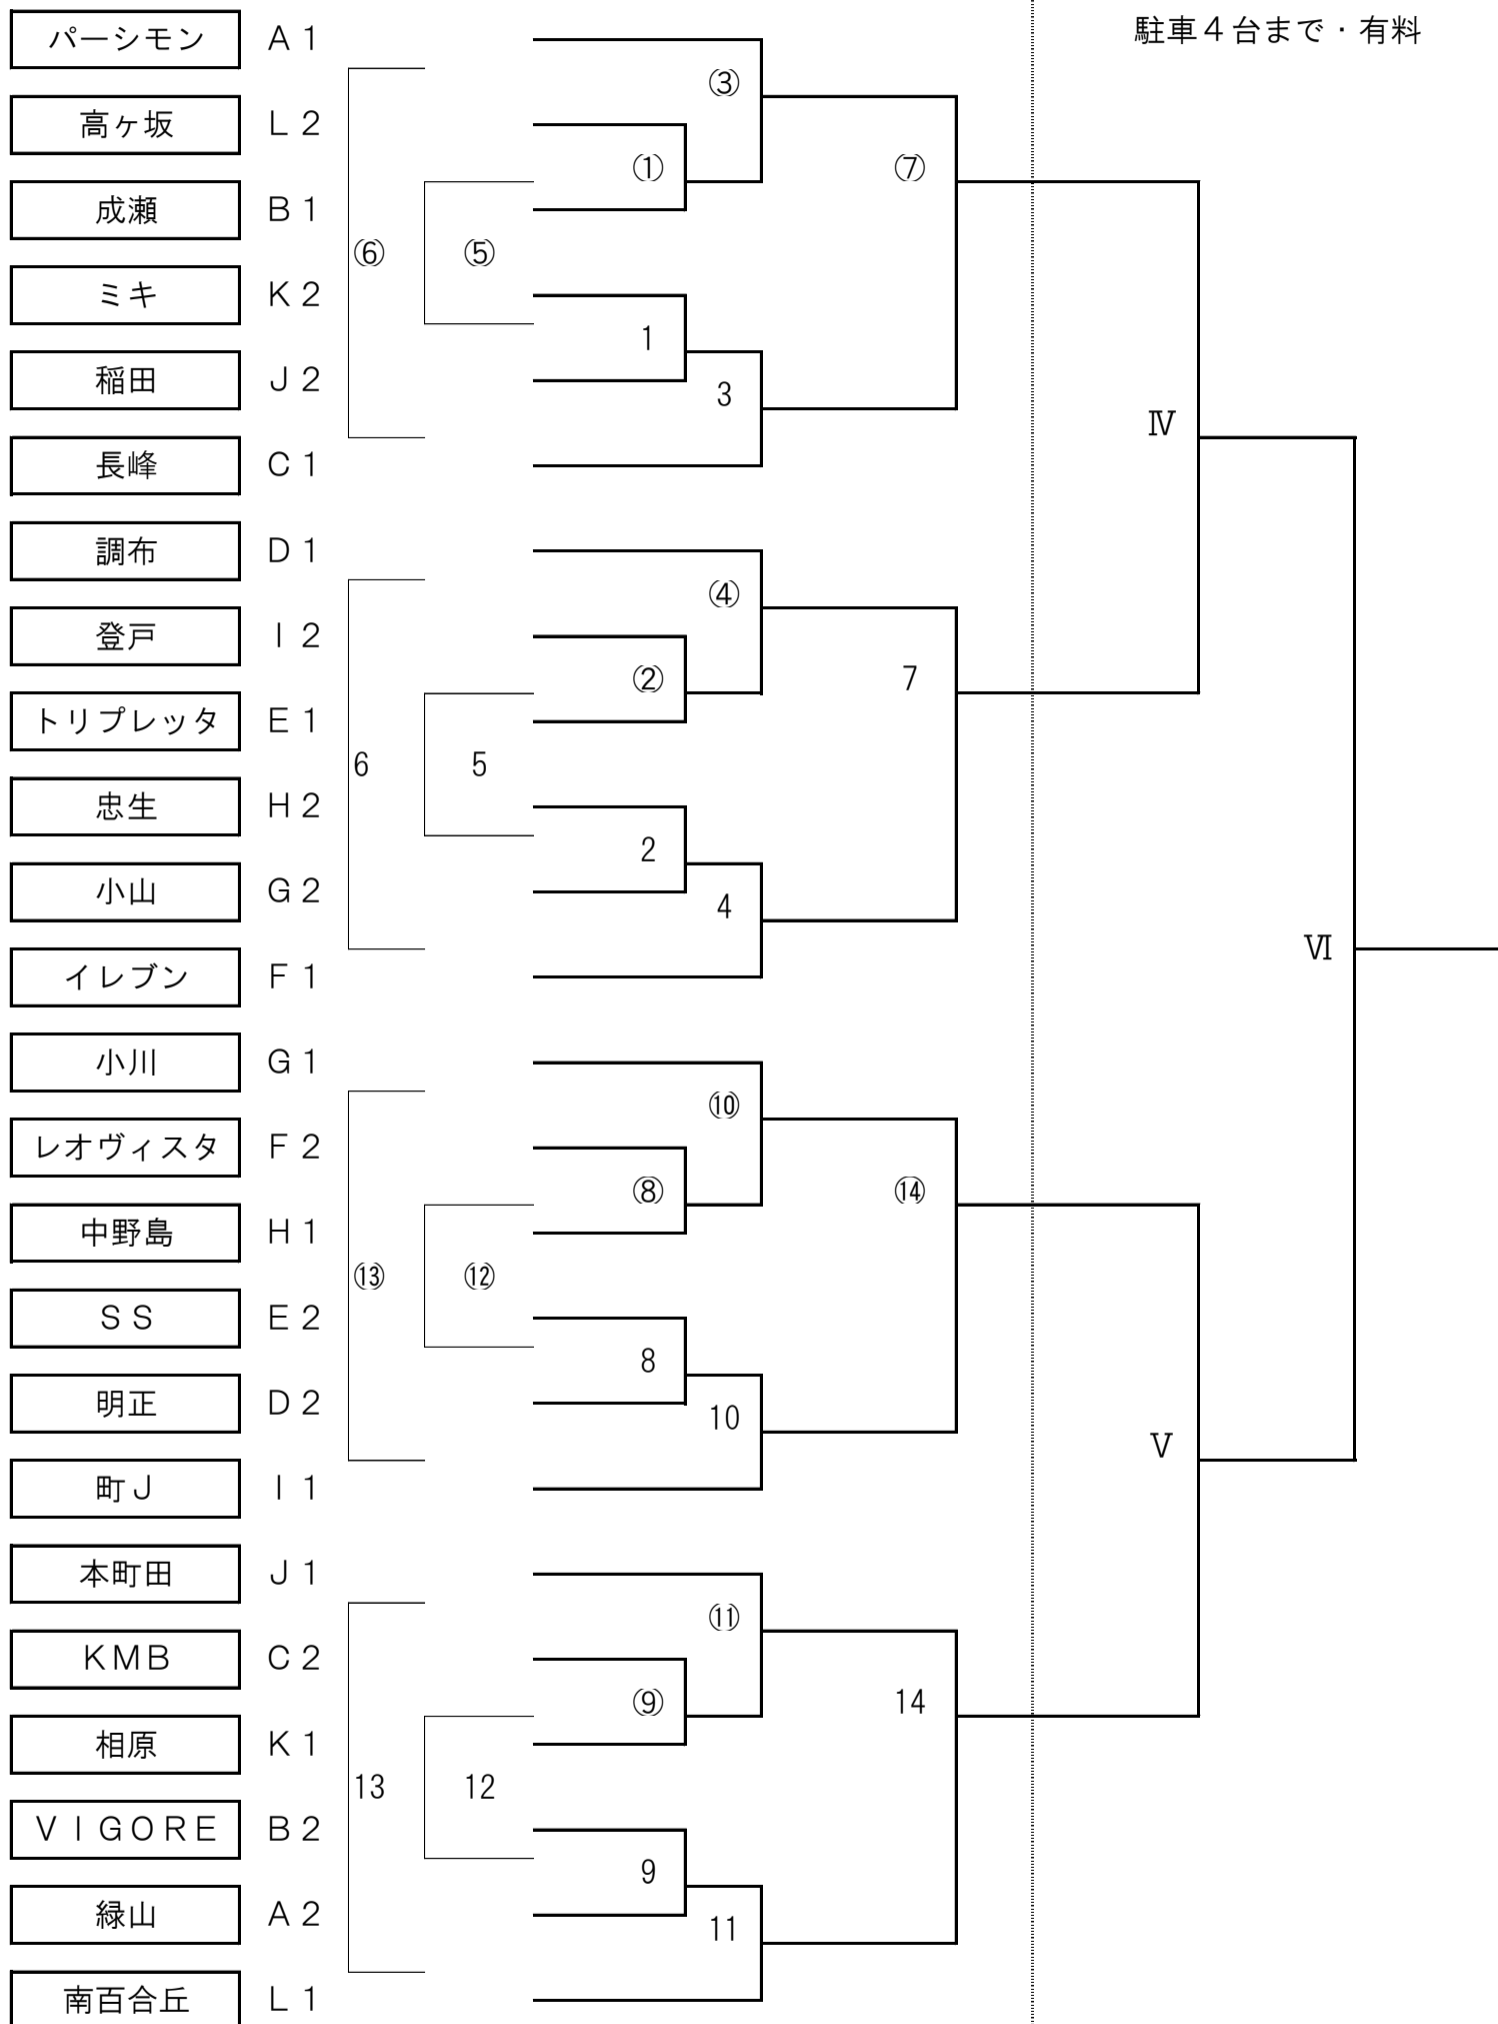 駐車４台まで・有料
パーシモン Ａ１
③
高ヶ坂 Ｌ２
① ⑦
成瀬 Ｂ１
⑥ ⑤
ミキ Ｋ２
1
稲田 Ｊ２
3
Ⅳ
長峰 Ｃ１
調布 Ｄ１
④
登戸 Ｉ２
② 7
トリプレッタ Ｅ１
6 5
忠生 Ｈ２
2
小山 Ｇ２
4
Ⅵ
イレブン Ｆ１
小川 Ｇ１
⑩
レオヴィスタ Ｆ２
⑧ ⑭
中野島 Ｈ１
⑬ ⑫
ＳＳ Ｅ２
8
明正 Ｄ２
10
Ⅴ
町Ｊ Ｉ１
本町田 Ｊ１
⑪
ＫＭＢ Ｃ２
⑨ 14
相原 Ｋ１
13 12
ＶＩＧＯＲＥ Ｂ２
9
緑山 Ａ２
11
南百合丘 Ｌ１